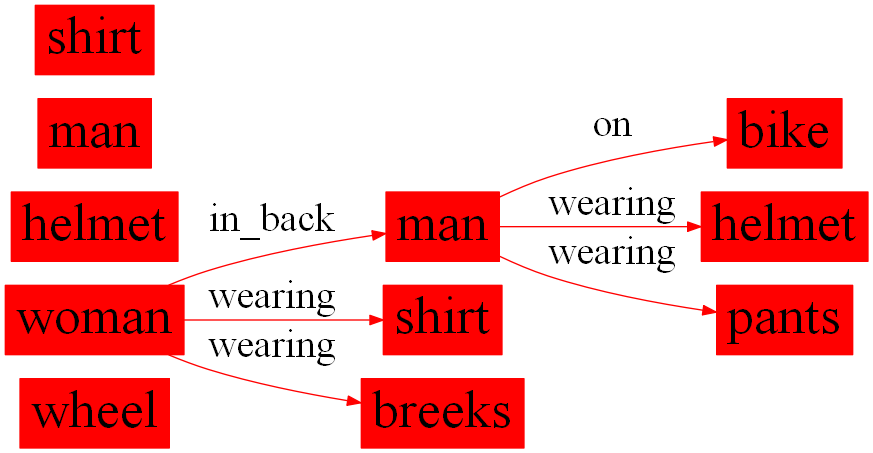 shirt
man
on
bike
helmet
in_back
man
wearing
helmet
woman
wearing
shirt
wearing
pants
wearing
wheel
breeks